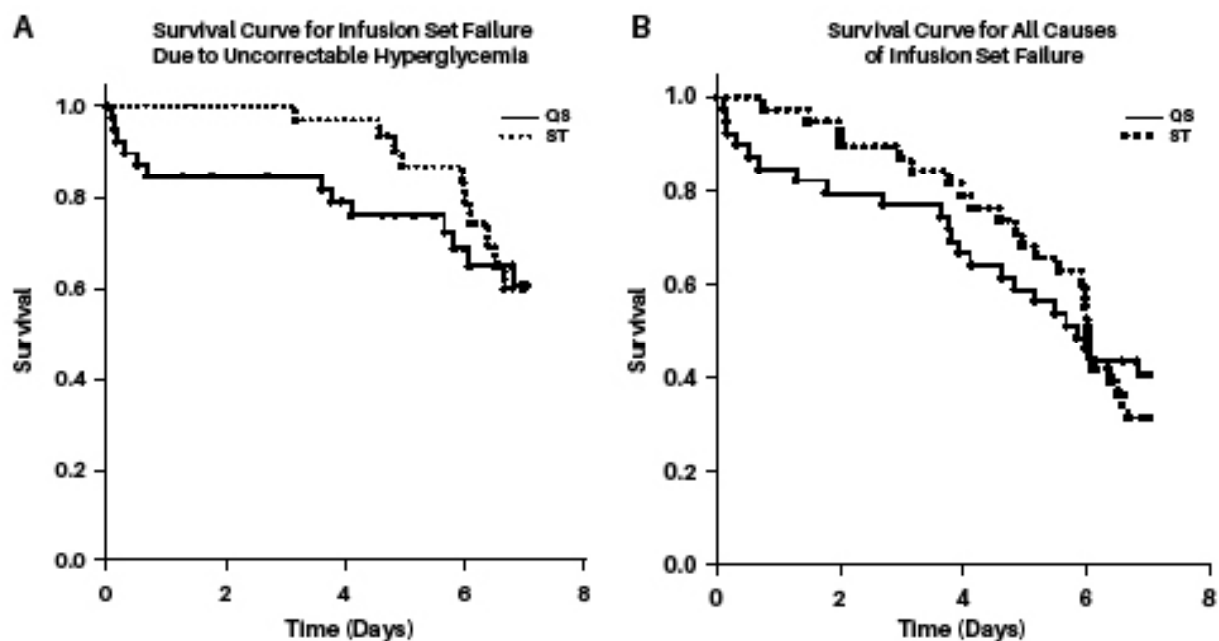 A
Survival Curve for Infusion Set Failure
Due to Uncorrectable Hyperglycemia
QS
ST
1.0
0.8
0.6
0.4
0.2
0.0
Survival
0 2 4 6 8
Time (Days)
B
Survival Curve for All Causes
of Infusion Set Failure
QS
ST
1.0
0.8
0.6
0.4
0.2
0.0
Survival
0 2 4 6 8
Time (Days)